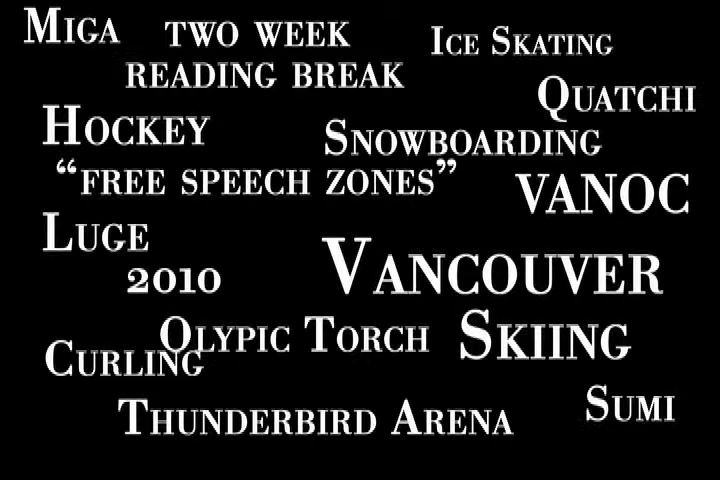 Miga
TWO WEEK
READING BREAK
Ice Skating
Quatchi
Hockey
Snowboarding
“FREE SPEECH ZONES”
VANOC
Luge
2010
Vancouver
Olypic Torch
Skiing
Curling
Thunderbird Arena
Sumi